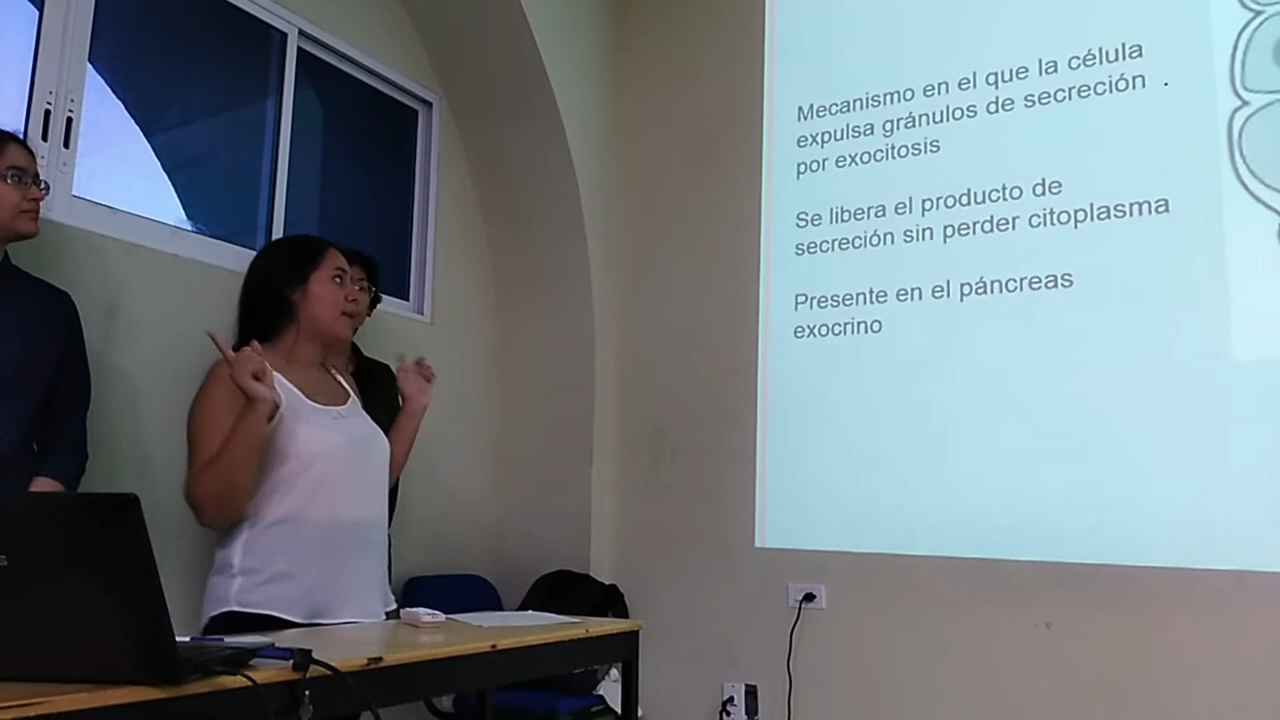 Mecanismo en el que la célula
expulsa gránulos de secreción .
por exocitosis
Se libera el producto de
secreción sin perder citoplasma
Presente en el páncreas
exocrino